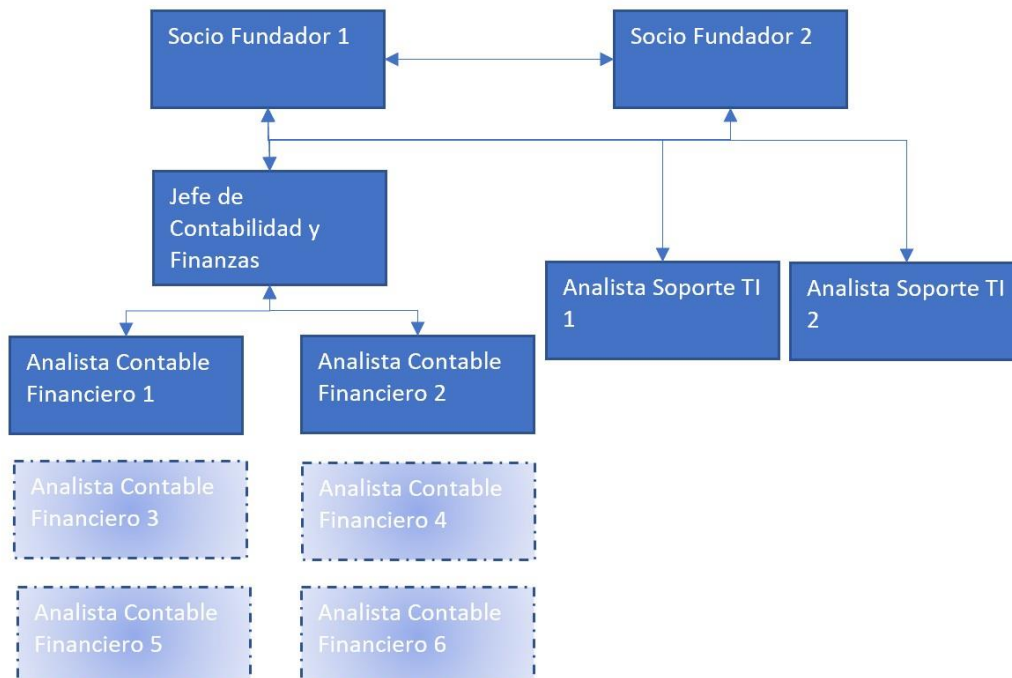 Socio Fundador 1
Socio Fundador 2
Jefe de
Contabilidad y
Finanzas
Analista Soporte TI
1
Analista Soporte TI
2
Analista Contable
Financiero 1
Analista Contable
Financiero 2
Analista Contable
Financiero 3
Analista Contable
Financiero 4
Analista Contable
Financiero 5
Analista Contable
Financiero 6